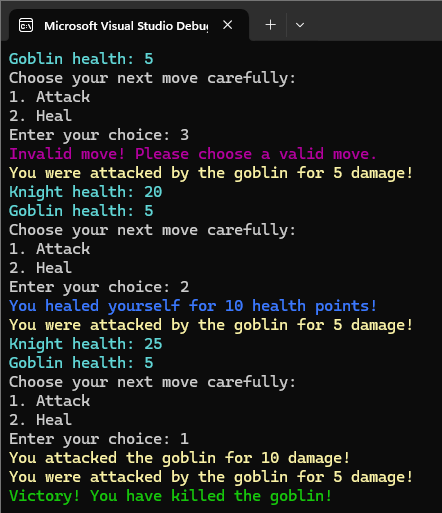 Microsoft Visual Studio Debug
Goblin health: 5
Choose your next move carefully:
1. Attack
2. Heal
Enter your choice: 3
Invalid move! Please choose a valid move.
You were attacked by the goblin for 5 damage!
Knight health: 20
Goblin health: 5
Choose your next move carefully:
1. Attack
2. Heal
Enter your choice: 2
You healed yourself for 10 health points!
You were attacked by the goblin for 5 damage!
Knight health: 25
Goblin health: 5
Choose your next move carefully:
1. Attack
2. Heal
Enter your choice: 1
You attacked the goblin for 10 damage!
You were attacked by the goblin for 5 damage!
Victory! You have killed the goblin!